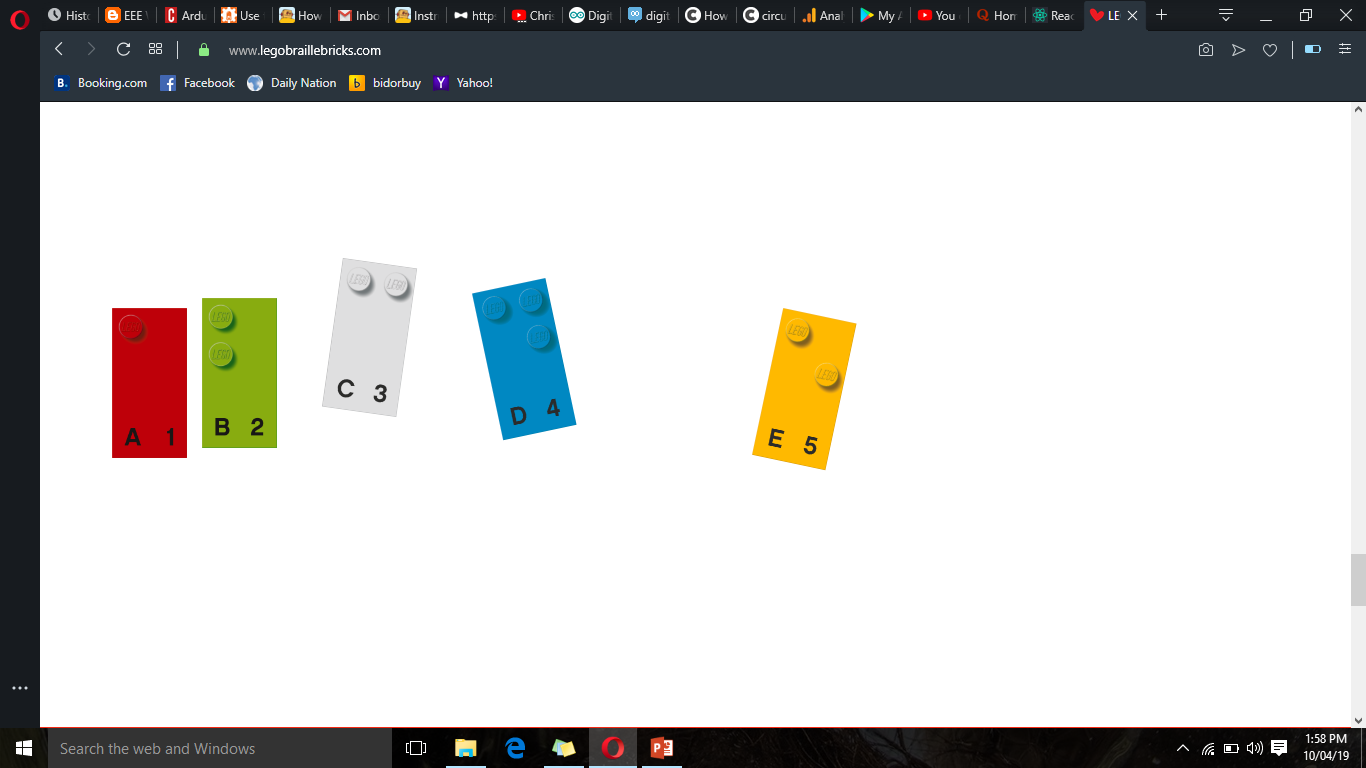 Histo
EEE W
Ardu
Use
How
Inbo
Instr
https
Chris
Digit
digit
How
circu
Anal
My A
You
Hom
Reac
LE
www.legobraillebricks.com
B. Booking.com
Facebook
Daily Nation
b bidorbuy
Y Yahoo!
A 1
B 2
C 3
D 4
E 5
LEGO
LEGO
LEGO
LEGO
LEGO
LEGO
LEGO
LEGO
LEGO
LEGO
Search the web and Windows
1:58 PM
10/04/19